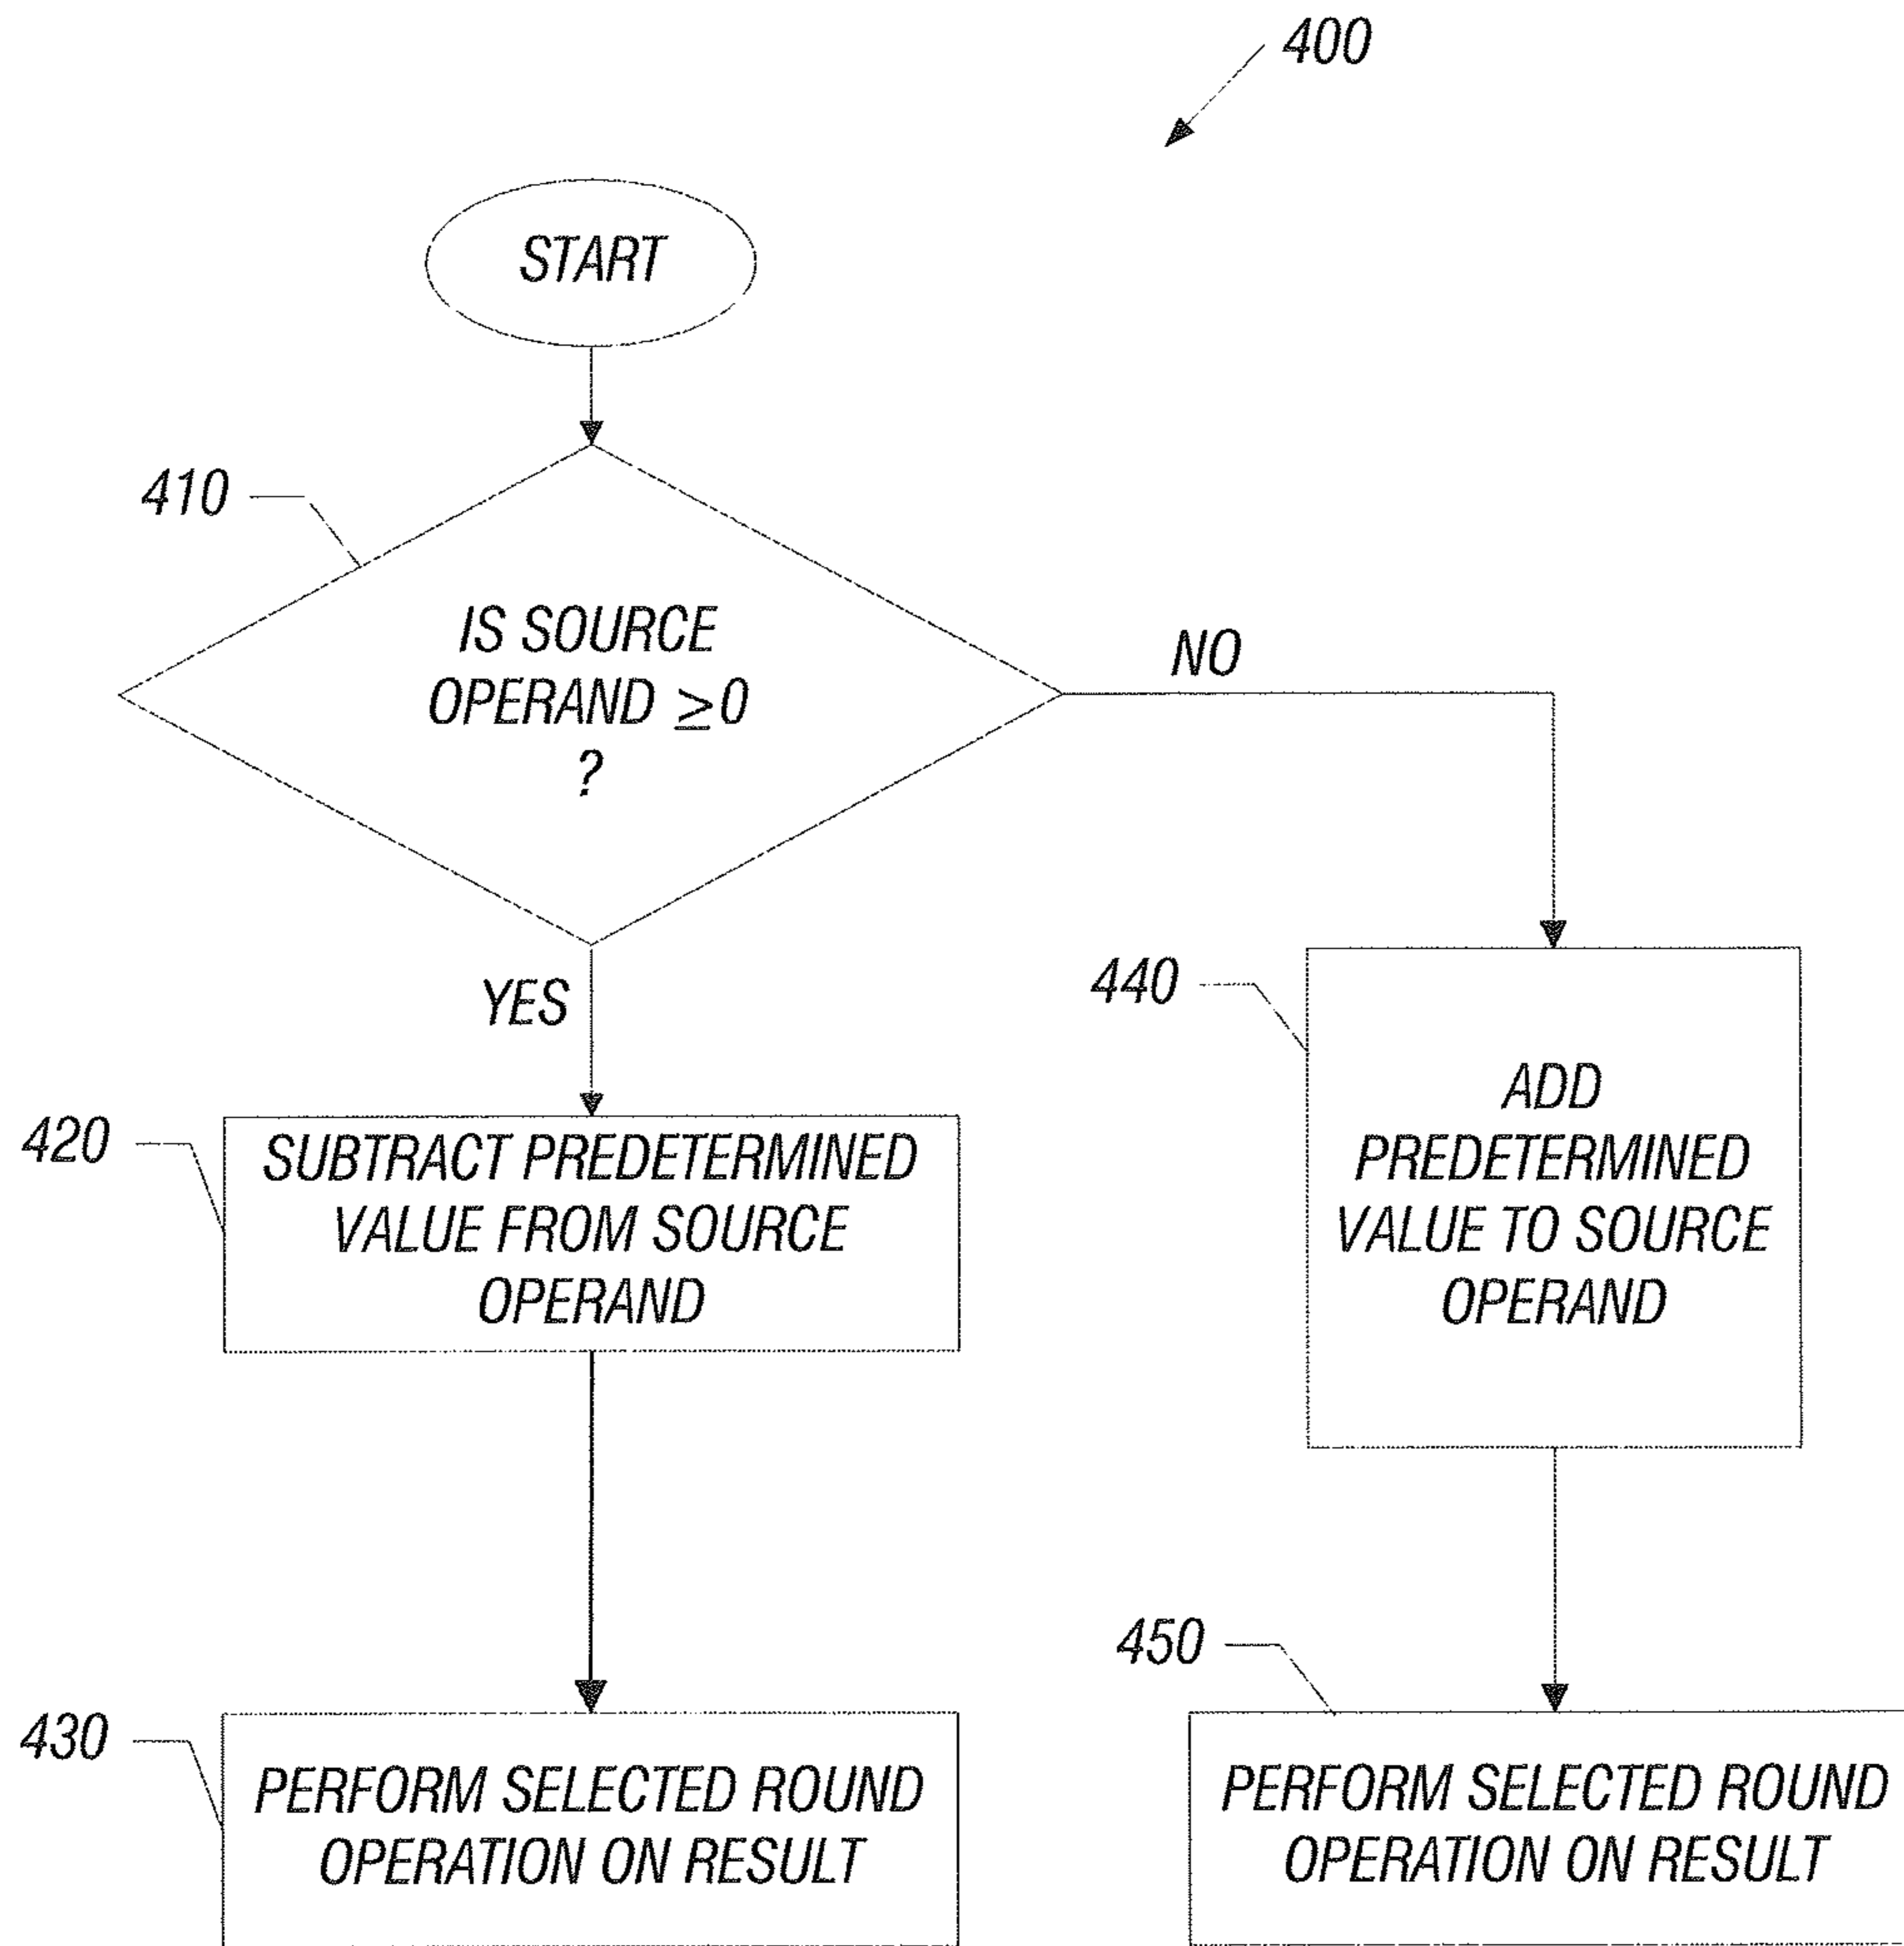 400
START
410
IS SOURCE
OPERAND ≥0
?
NO
YES
440
ADD
PREDETERMINED
VALUE TO SOURCE
OPERAND
420
SUBTRACT PREDETERMINED
VALUE FROM SOURCE
OPERAND
450
430
PERFORM SELECTED ROUND
OPERATION ON RESULT
PERFORM SELECTED ROUND
OPERATION ON RESULT